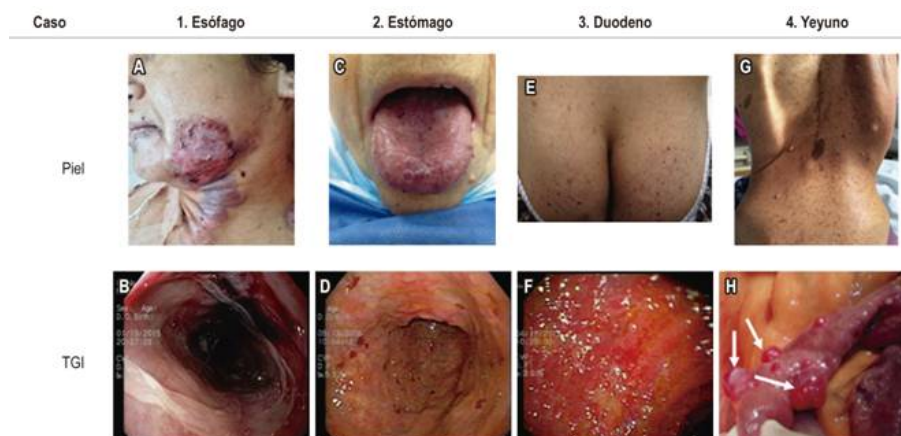 Caso 1. Esófago 2. Estómago 3. Duodeno 4. Yeyuno
A C E G
Piel
B D F H
TGI